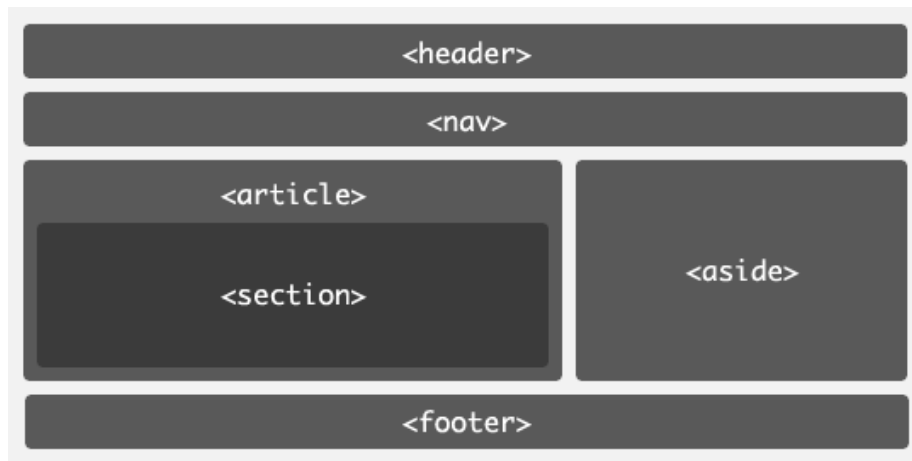 <header>
<nav>
<article>
<section>
<aside>
<footer>